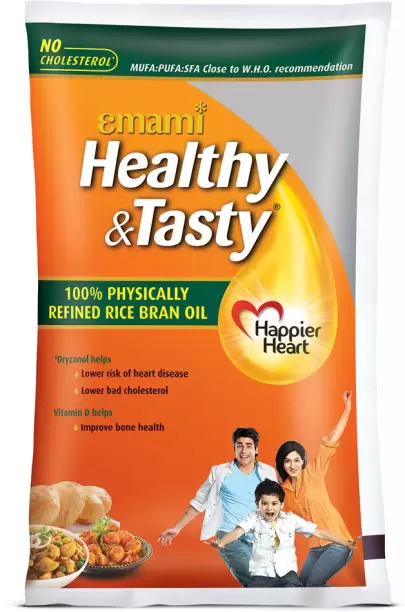 NO
CHOLESTEROL*
MUFA:PUFA:SFA Close to W.H.O. recommendation
emami
Healthy
&Tasty®
100% PHYSICALLY
REFINED RICE BRAN OIL
Happier
Heart
*Oryzanol helps
Lower risk of heart disease
Lower bad cholesterol
Vitamin D helps
Improve bone health